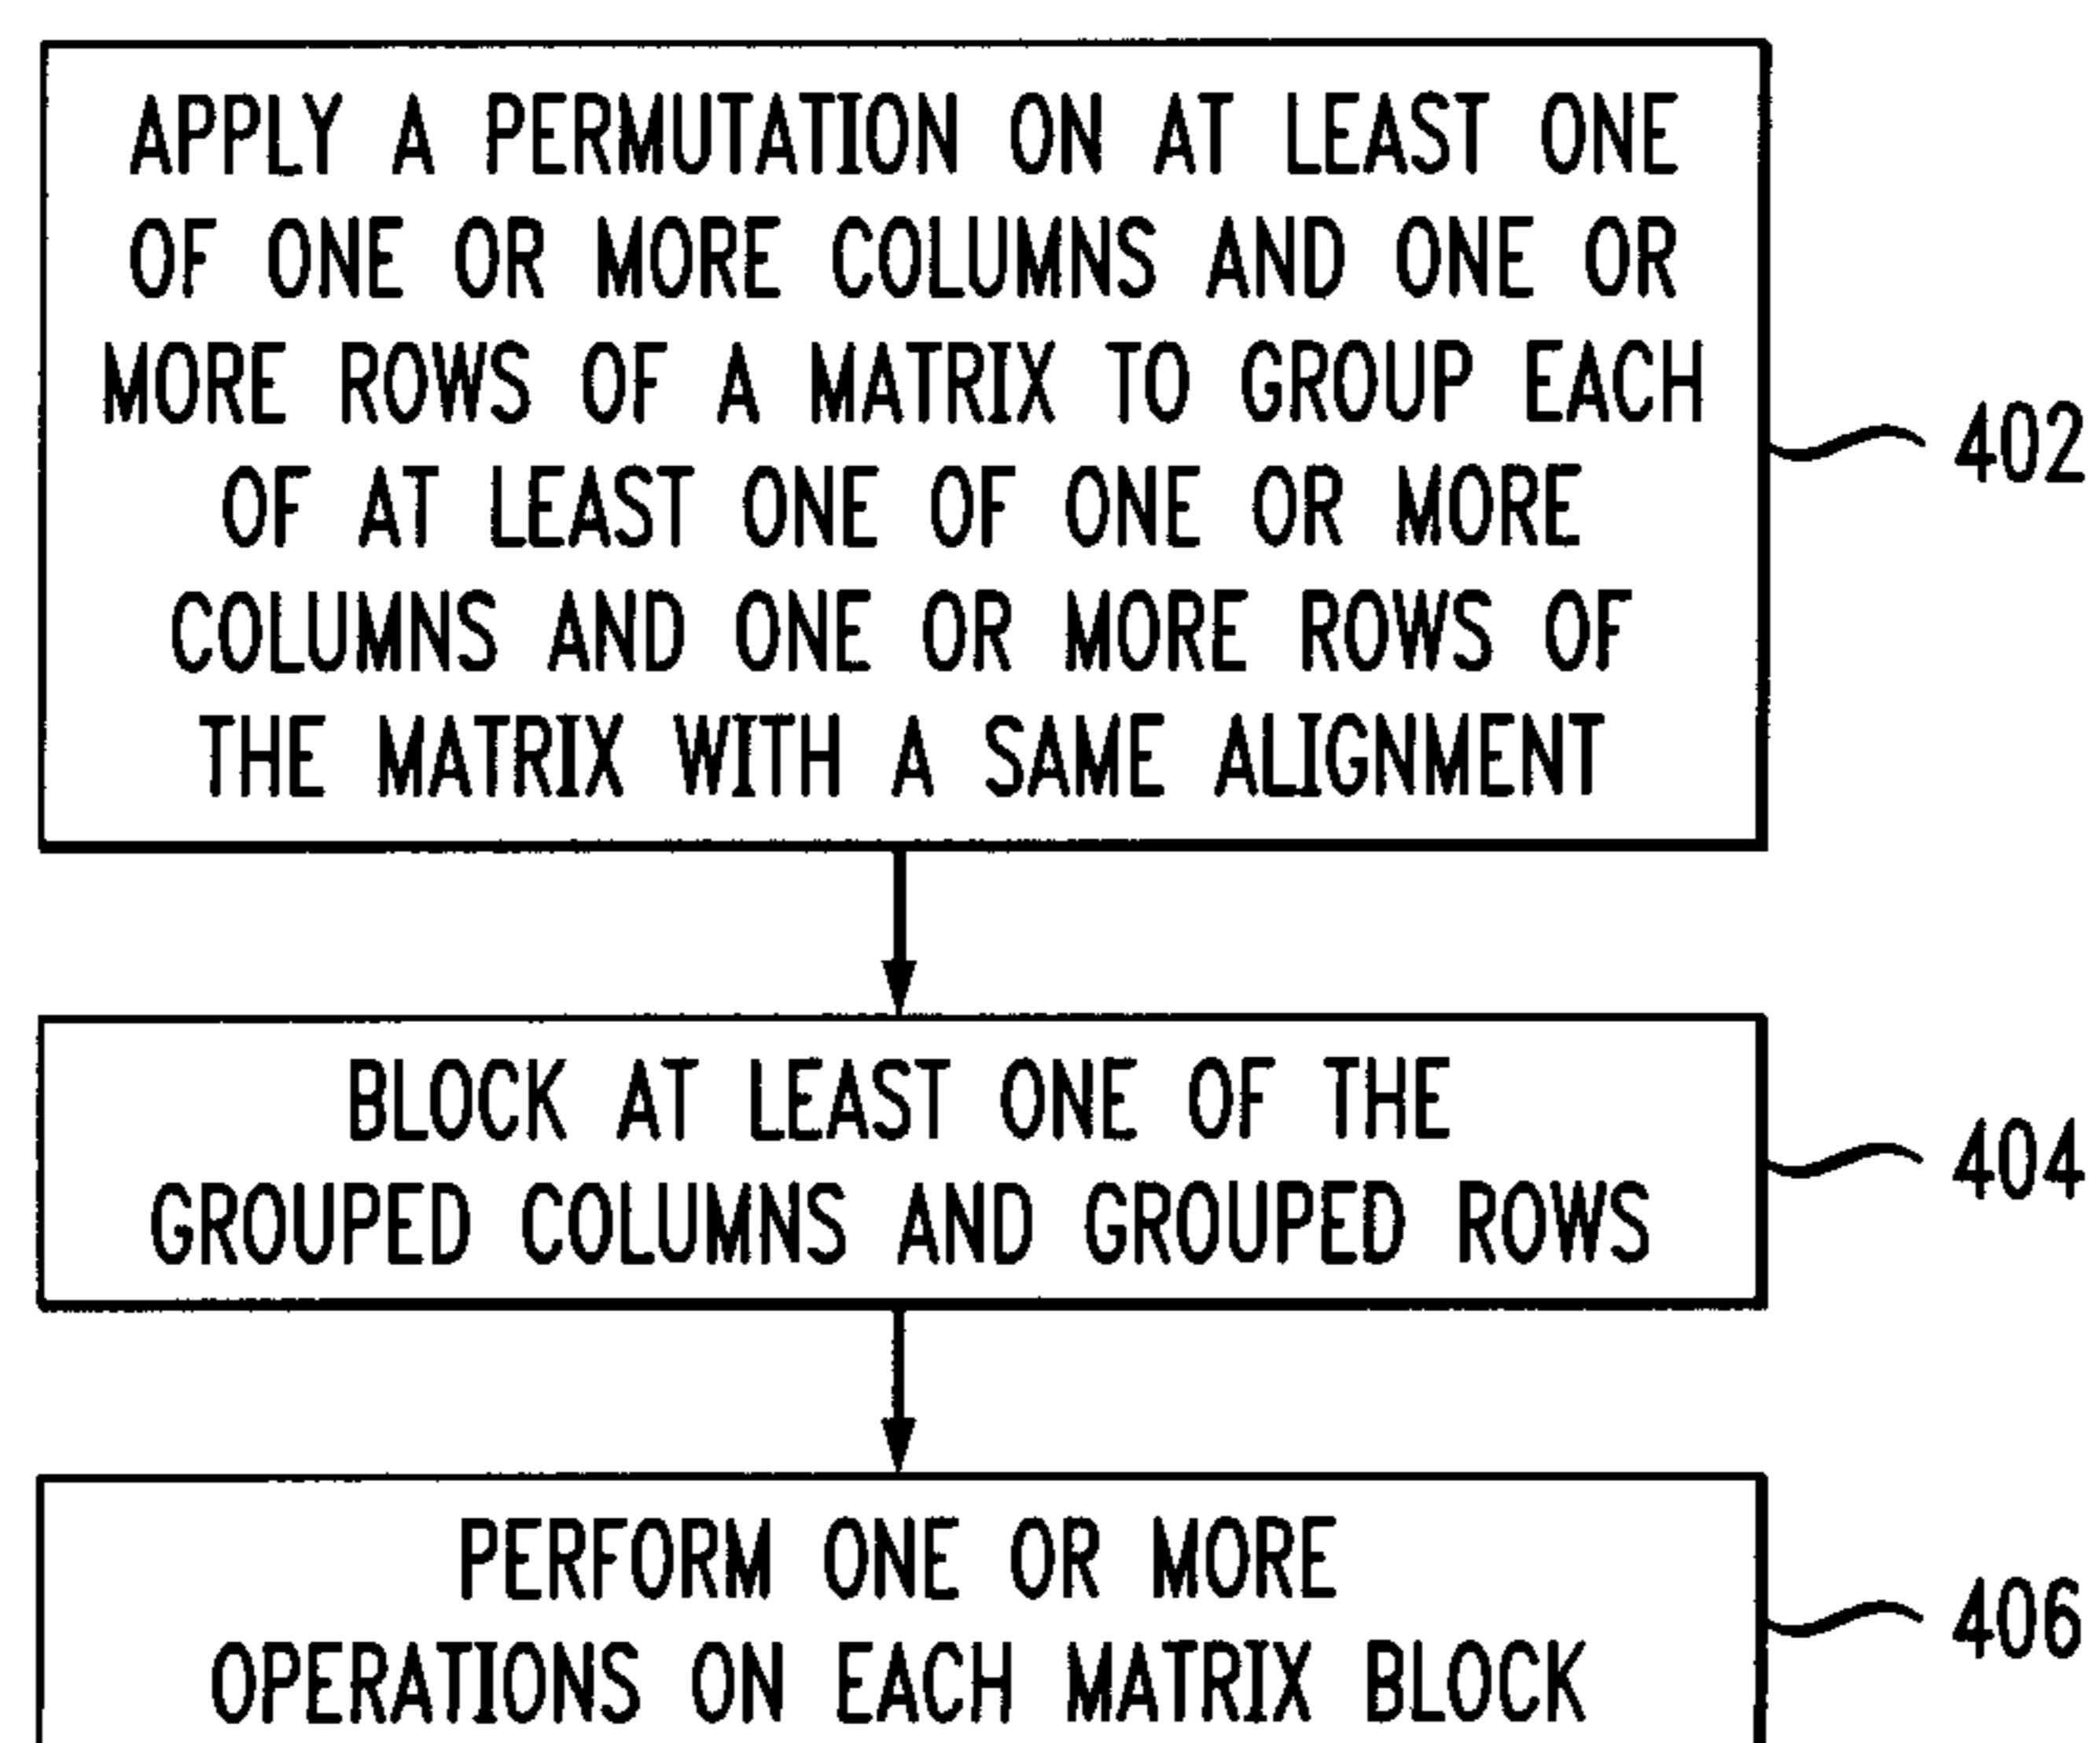 APPLY A PERMUTATION ON AT LEAST ONE
OF ONE OR MORE COLUMNS AND ONE OR
MORE ROWS OF A MATRIX TO GROUP EACH
OF AT LEAST ONE OF ONE OR MORE
COLUMNS AND ONE OR MORE ROWS OF
THE MATRIX WITH A SAME ALIGNMENT
402
BLOCK AT LEAST ONE OF THE
GROUPED COLUMNS AND GROUPED ROWS
404
PERFORM ONE OR MORE
OPERATIONS ON EACH MATRIX BLOCK
406